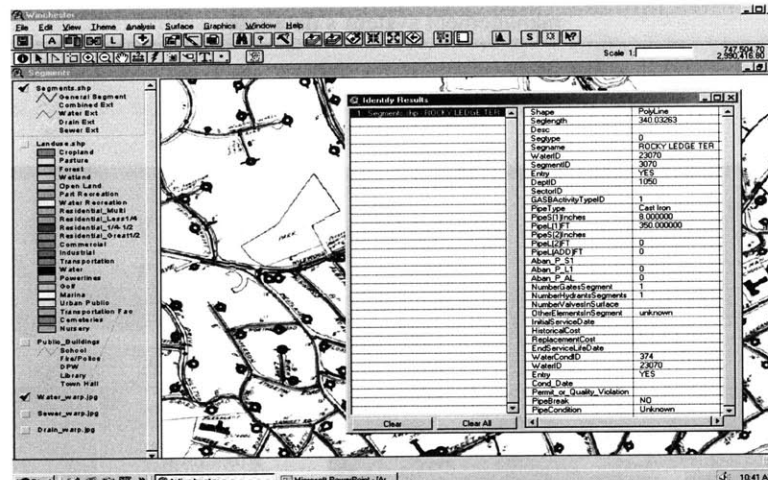 Winchester
File Edit View Theme Analysis Surface Graphics Window Help
Scale 1:
747,504.70
2,990,416.90
Segments
Segments.shp
General Segment
Combined Ext
Water Ext
Drain Ext
Sewer Ext
Landuse.shp
Cropland
Pasture
Forest
Wetland
Open Land
Part Recreation
Water Recreation
Residential_Multi
Residential_Less1/4
Residential_1/4-1/2
Residential_Great1/2
Commercial
Industrial
Transportation
Water
Powerlines
Golf
Marina
Urban Public
Transportation Fac
Cemeteries
Nursery
Public_Buildings
School
Fire/Police
DPW
Library
Town Hall
Water_warp.jpg
Sewer_warp.jpg
Drain_warp.jpg
Identify Results
1: Segments.shp - ROCKY LEDGE TER
Clear Clear All
Shape PolyLine
Seglength 340.03263
Desc
Segtype 0
Segname ROCKY LEDGE TER
WaterID 23070
SegmentID 3070
Entry YES
DeptID 1050
SectorID
GASBActivityTypeID 1
PipeType Cast Iron
PipeS[1]Inches 8.000000
PipeL[1]FT 350.000000
PipeS[2]Inches
PipeL[2]FT 0
PipeL[ADD]FT 0
Aban_P_S1
Aban_P_L1 0
Aban_P_AL 0
NumberGatesSegment 1
NumberHydrantsSegments 1
NumberValvesInSurface
OtherElementsInSegment unknown
InitialServiceDate
HistoricalCost
ReplacementCost
EndServiceLifeDate
WaterCondID 374
WaterID 23070
Entry YES
Cond_Date
Permit_or_Quality_Violation
PipeBreak NO
PipeCondition Unknown
Microsoft PowerPoint
10:41 A